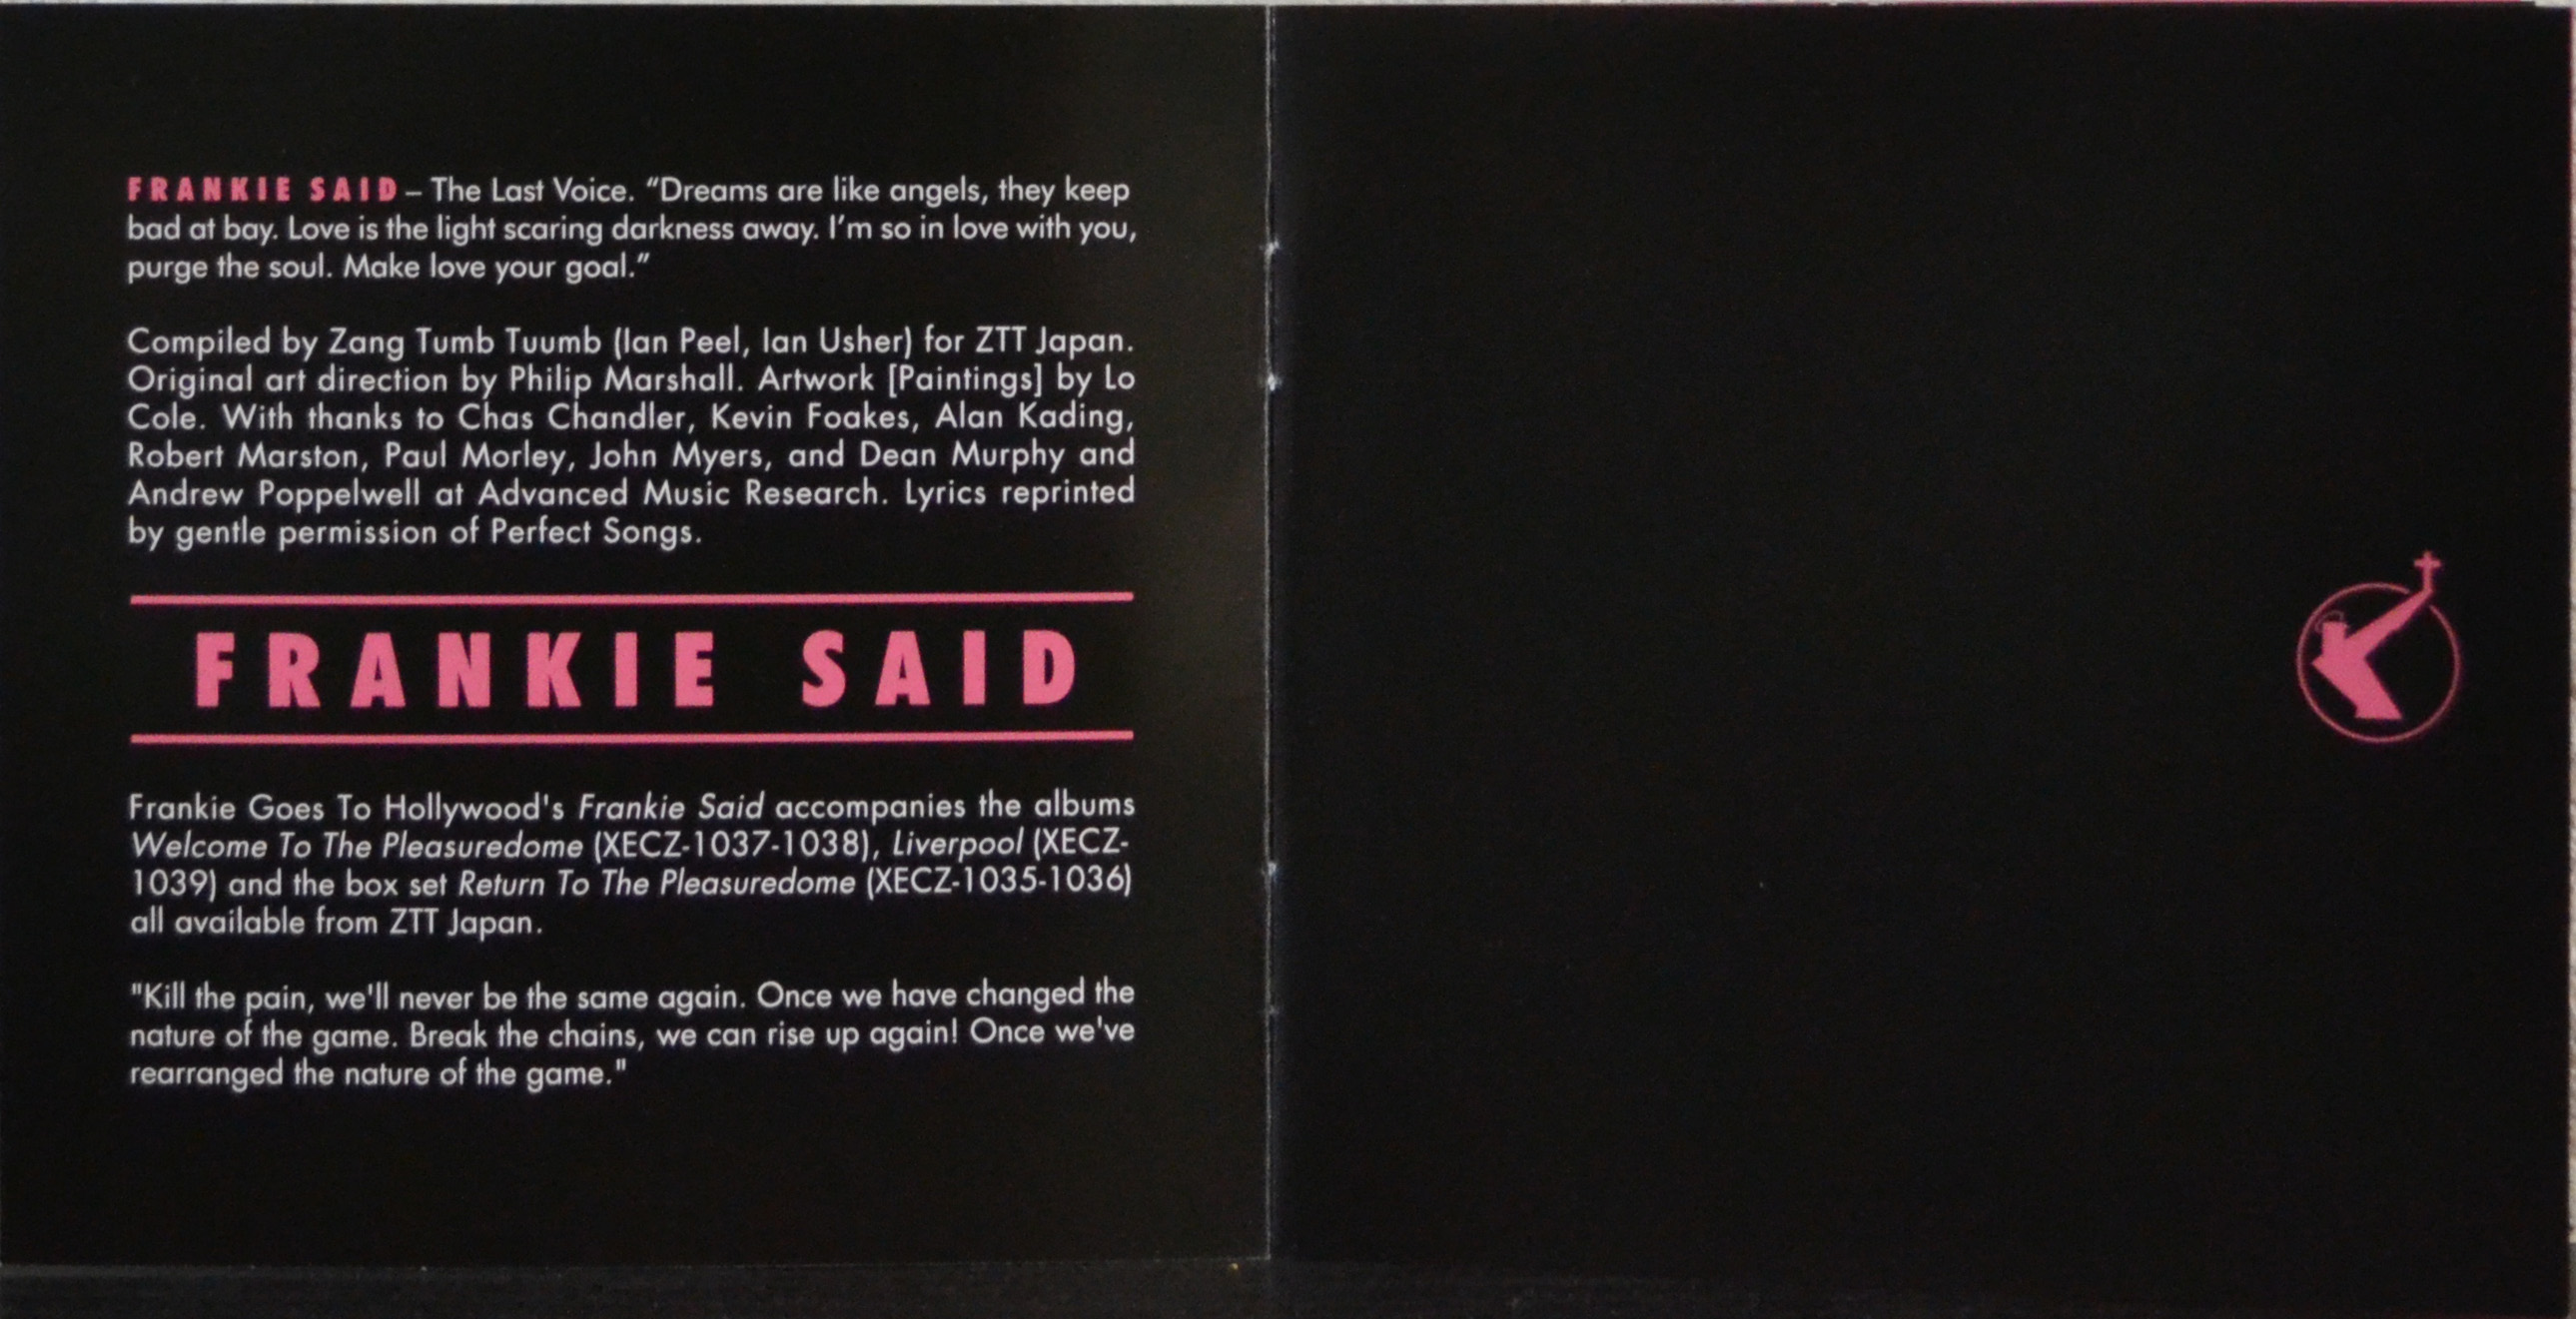 FRANKIE SAID – The Last Voice. “Dreams are like angels, they keep
bad at bay. Love is the light scaring darkness away. I’m so in love with you,
purge the soul. Make love your goal.”
Compiled by Zang Tumb Tuumb (Ian Peel, Ian Usher) for ZTT Japan.
Original art direction by Philip Marshall. Artwork [Paintings] by Lo
Cole. With thanks to Chas Chandler, Kevin Foakes, Alan Kading,
Robert Marston, Paul Morley, John Myers, and Dean Murphy and
Andrew Poppelwell at Advanced Music Research. Lyrics reprinted
by gentle permission of Perfect Songs.
FRANKIE SAID
Frankie Goes To Hollywood's Frankie Said accompanies the albums
Welcome To The Pleasuredome (XECZ-1037-1038), Liverpool (XECZ-
1039) and the box set Return To The Pleasuredome (XECZ-1035-1036)
all available from ZTT Japan.
"Kill the pain, we'll never be the same again. Once we have changed the
nature of the game. Break the chains, we can rise up again! Once we've
rearranged the nature of the game."